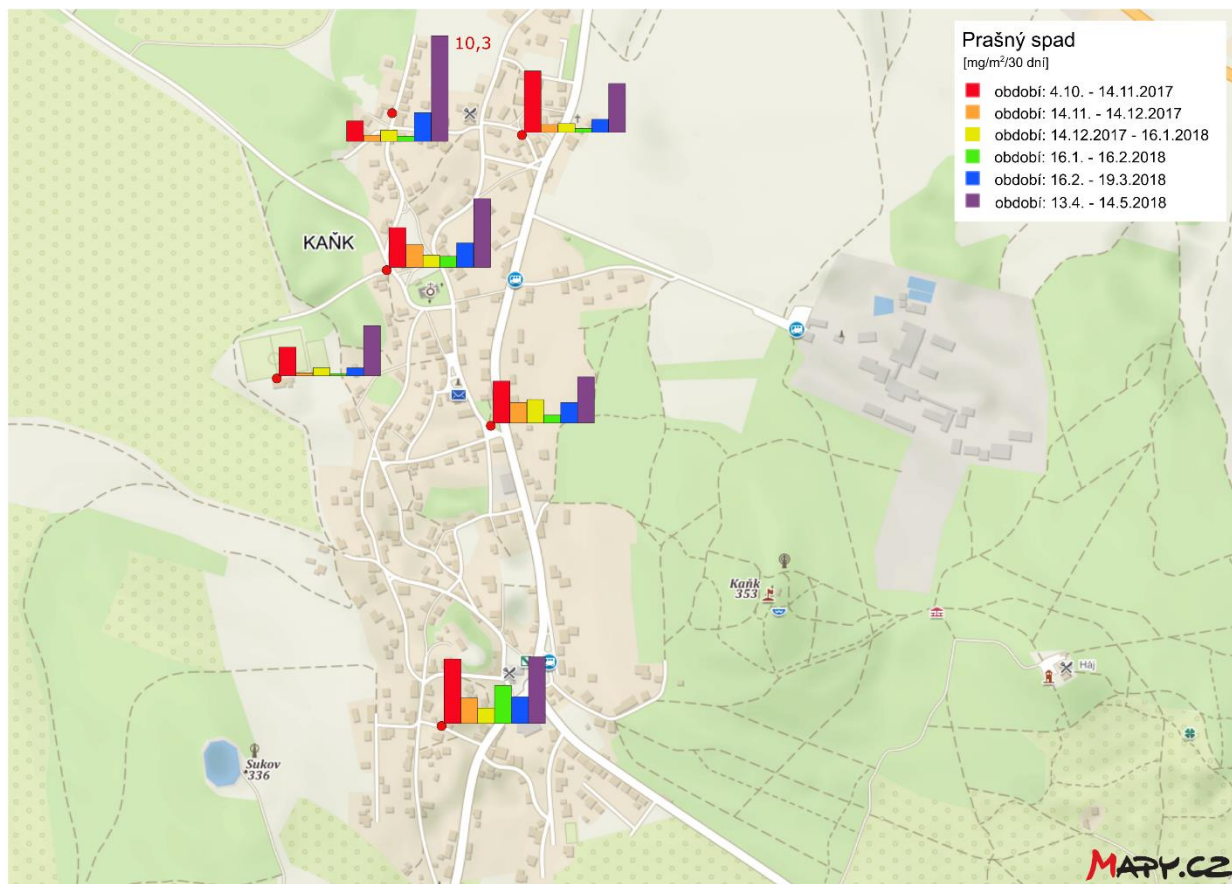 10,3
Prašný spad
[mg/m²/30 dní]
období: 4.10. - 14.11.2017
období: 14.11. - 14.12.2017
období: 14.12.2017 - 16.1.2018
období: 16.1. - 16.2.2018
období: 16.2. - 19.3.2018
období: 13.4. - 14.5.2018
KAŇK
Kaňk
353
Háj
Sukov
336
MAPY.CZ